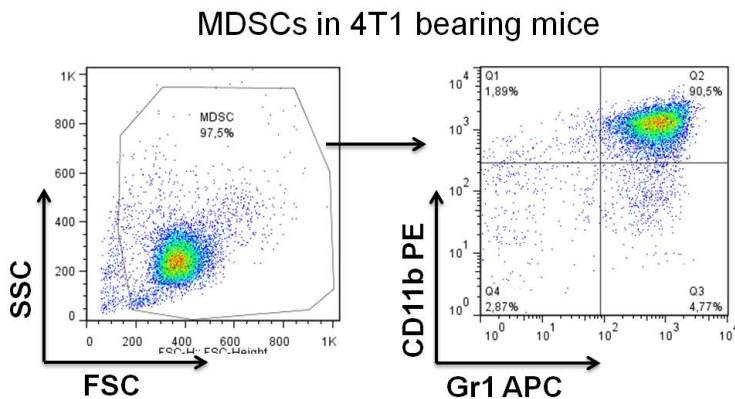 MDSCs in 4T1 bearing mice
1K
800
600
400
200
0
MDSC
97,5%
0 200 400 600 800 1K
FSC-H:: FSC-Height
SSC
FSC
10^4
10^3
10^2
10^1
10^0
Q1
1,89%
Q2
90,5%
Q4
2,87%
Q3
4,77%
10^0 10^1 10^2 10^3 10^4
CD11b PE
Gr1 APC